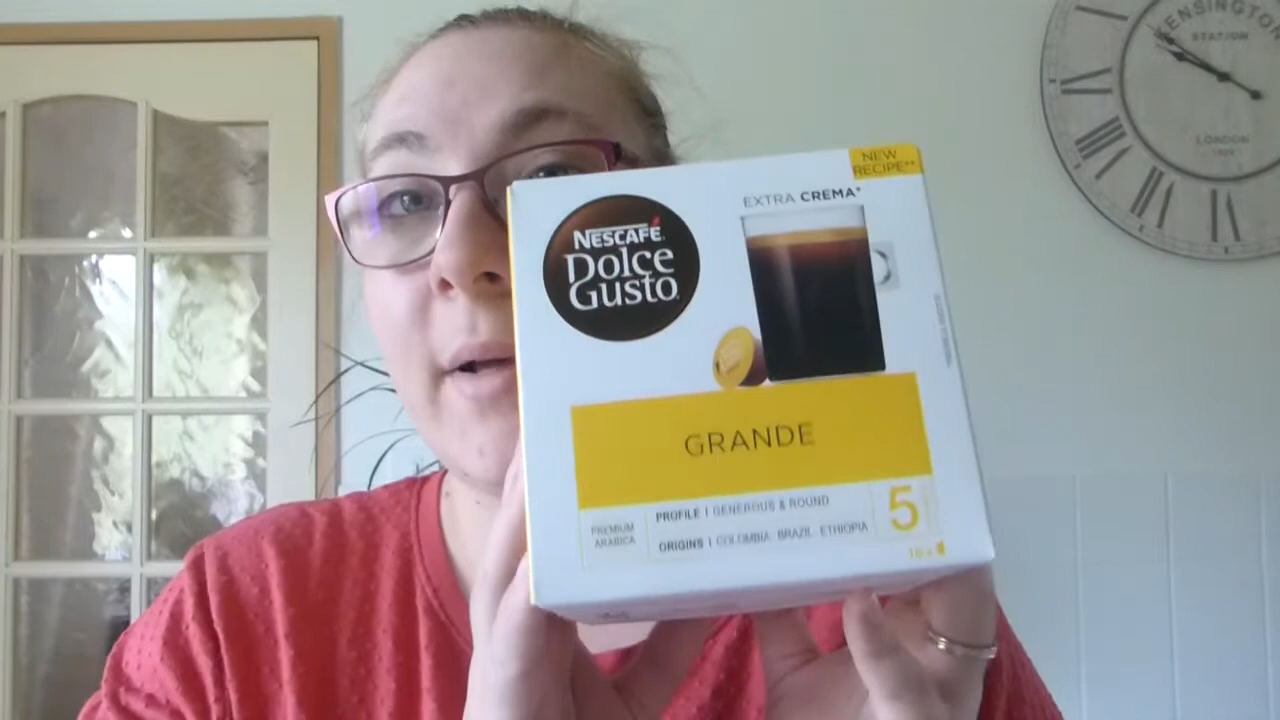 KENSINGTON
STATION
LONDON
NEW
RECIPE**
EXTRA CREMA*
NESCAFÉ
Dolce
Gusto
GRANDE
PREMIUM
ARABICA
PROFILE | GENEROUS & ROUND
ORIGINS | COLOMBIA BRAZIL ETHIOPIA
5
16 x